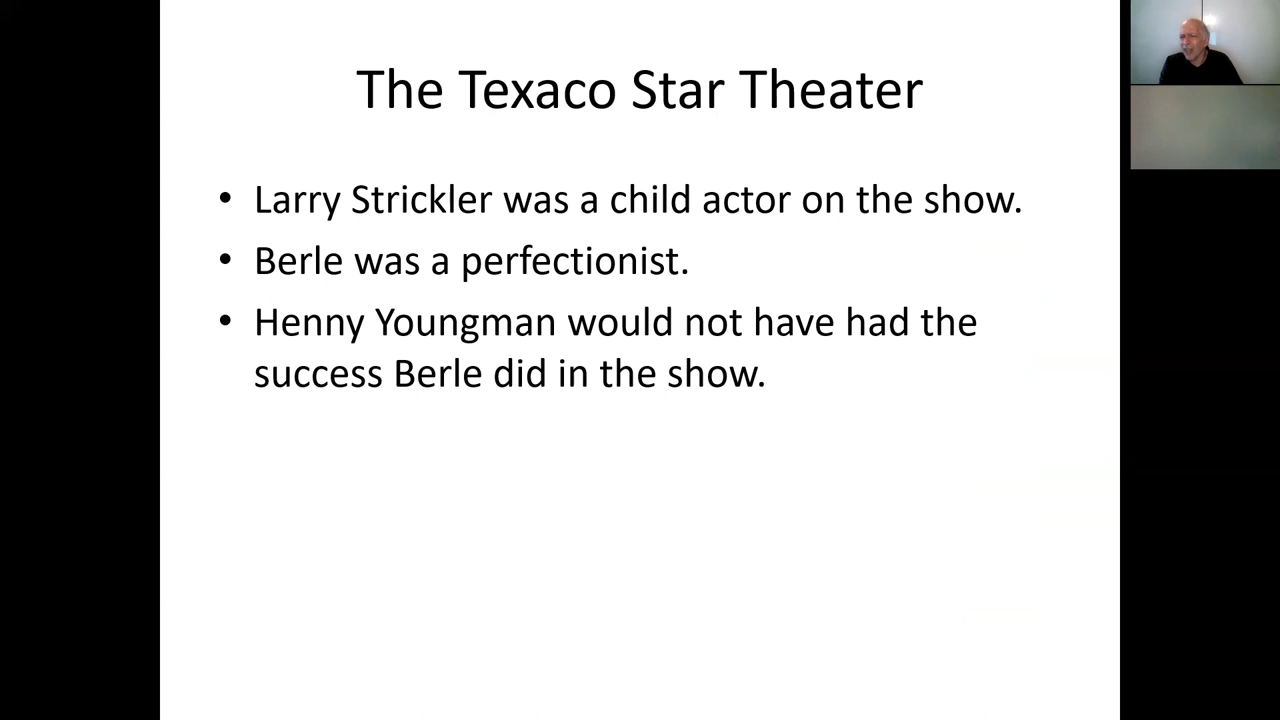 The Texaco Star Theater
• Larry Strickler was a child actor on the show.
• Berle was a perfectionist.
• Henny Youngman would not have had the
success Berle did in the show.